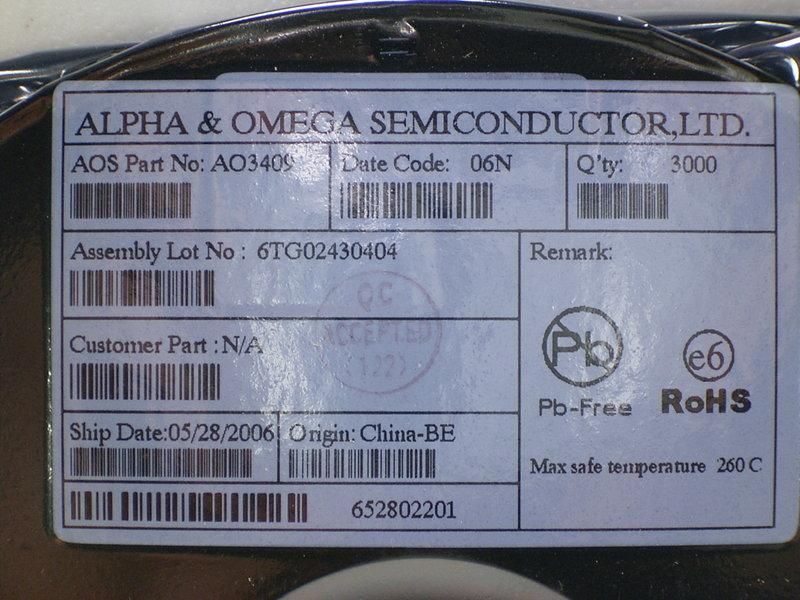 ALPHA & OMEGA SEMICONDUCTOR,LTD.
AOS Part No: AO3409
Date Code: 06N
Q'ty: 3000
Assembly Lot No : 6TG02430404
Remark:
QC
ACCEPTED
(122)
Customer Part :N/A
Pb
e6
Pb-Free
RoHS
Ship Date:05/28/2006
Origin: China-BE
Max safe temperature 260 C
652802201